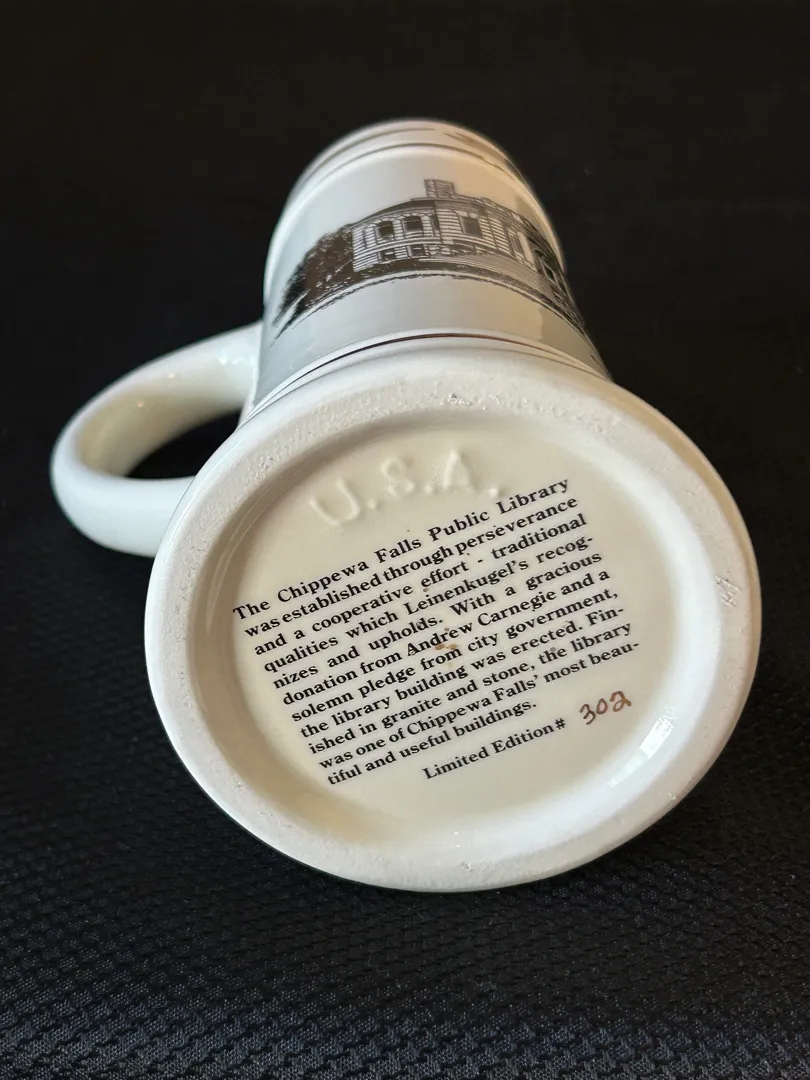 U.S.A.
The Chippewa Falls Public Library
was established through perseverance
and a cooperative effort - traditional
qualities which Leinenkugel's recog-
nizes and upholds. With a gracious
donation from Andrew Carnegie and a
solemn pledge from city government,
the library building was erected. Fin-
ished in granite and stone, the library
was one of Chippewa Falls' most beau-
tiful and useful buildings.
Limited Edition # 302